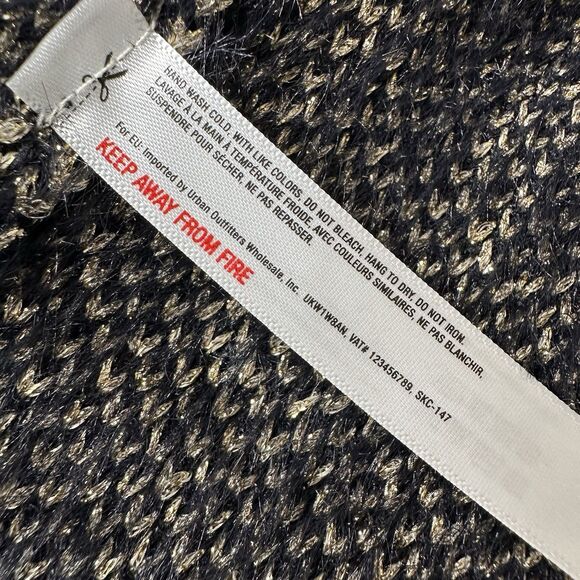 HAND WASH COLD, WITH LIKE COLORS, DO NOT BLEACH, HANG TO DRY, DO NOT IRON.
LAVAGE À LA MAIN À TEMPERATURE FROIDE, AVEC COULEURS SIMILAIRES, NE PAS BLANCHIR,
SUSPENDRE POUR SÉCHER, NE PAS REPASSER.
For EU: Imported by Urban Outfitters Wholesale, Inc. UKW1W8AN, VAT# 123456789, SKC-147
KEEP AWAY FROM FIRE